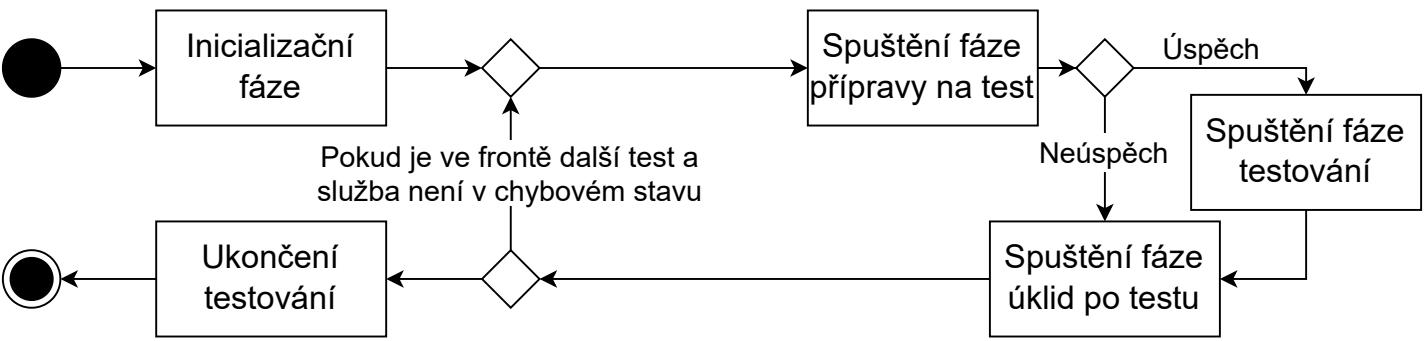 Inicializační
fáze
Spuštění fáze
přípravy na test
Úspěch
Neúspěch
Spuštění fáze
testování
Pokud je ve frontě další test a
služba není v chybovém stavu
Ukončení
testování
Spuštění fáze
úklid po testu